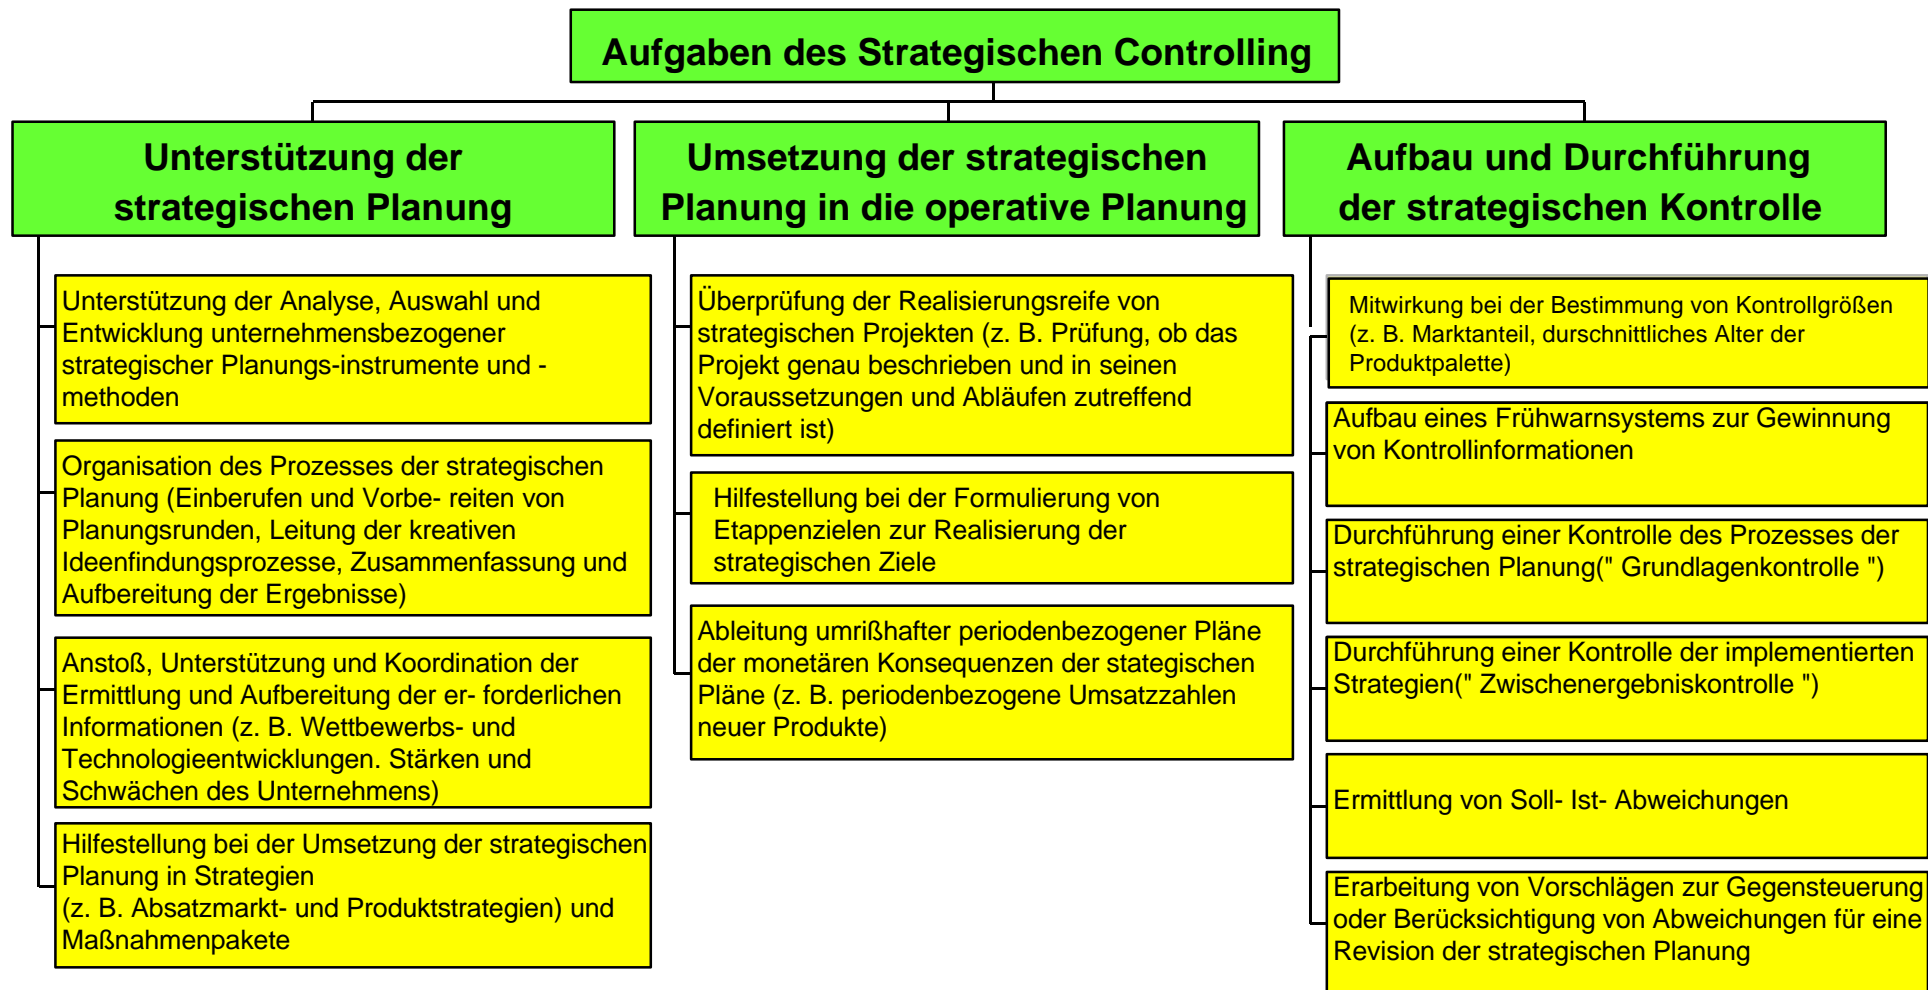 Aufgaben des Strategischen Controlling
Unterstützung der
strategischen Planung
Unterstützung der Analyse, Auswahl und
Entwicklung unternehmensbezogener
strategischer Planungs-instrumente und -
methoden
Organisation des Prozesses der strategischen
Planung (Einberufen und Vorbe- reiten von
Planungsrunden, Leitung der kreativen
Ideenfindungsprozesse, Zusammenfassung und
Aufbereitung der Ergebnisse)
Anstoß, Unterstützung und Koordination der
Ermittlung und Aufbereitung der er- forderlichen
Informationen (z. B. Wettbewerbs- und
Technologieentwicklungen. Stärken und
Schwächen des Unternehmens)
Hilfestellung bei der Umsetzung der strategischen
Planung in Strategien
(z. B. Absatzmarkt- und Produktstrategien) und
Maßnahmenpakete
Umsetzung der strategischen
Planung in die operative Planung
Überprüfung der Realisierungsreife von
strategischen Projekten (z. B. Prüfung, ob das
Projekt genau beschrieben und in seinen
Voraussetzungen und Abläufen zutreffend
definiert ist)
Hilfestellung bei der Formulierung von
Etappenzielen zur Realisierung der
strategischen Ziele
Ableitung umrißhafter periodenbezogener Pläne
der monetären Konsequenzen der stategischen
Pläne (z. B. periodenbezogene Umsatzzahlen
neuer Produkte)
Aufbau und Durchführung
der strategischen Kontrolle
Mitwirkung bei der Bestimmung von Kontrollgrößen
(z. B. Marktanteil, durschnittliches Alter der
Produktpalette)
Aufbau eines Frühwarnsystems zur Gewinnung
von Kontrollinformationen
Durchführung einer Kontrolle des Prozesses der
strategischen Planung(" Grundlagenkontrolle ")
Durchführung einer Kontrolle der implementierten
Strategien(" Zwischenergebniskontrolle ")
Ermittlung von Soll- Ist- Abweichungen
Erarbeitung von Vorschlägen zur Gegensteuerung
oder Berücksichtigung von Abweichungen für eine
Revision der strategischen Planung